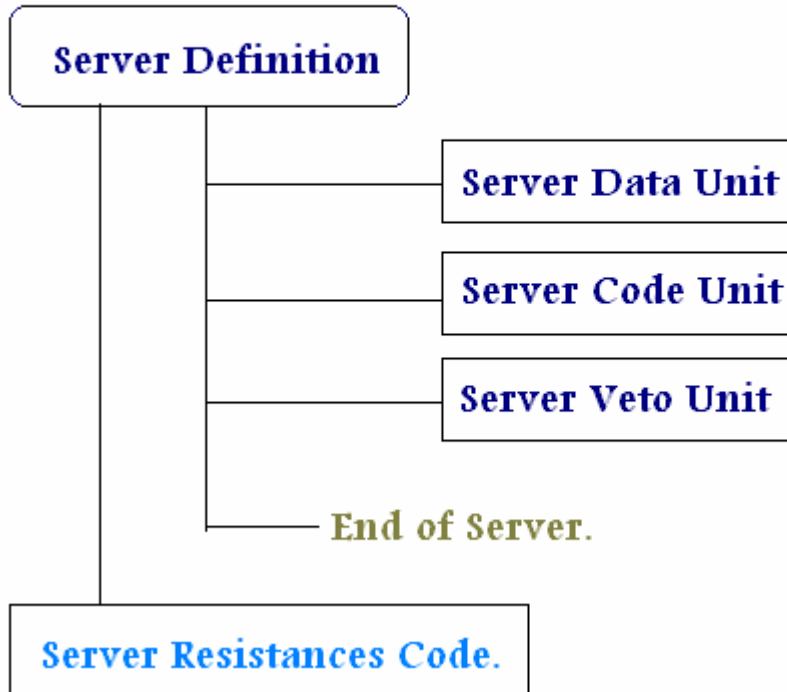 Server Definition
Server Data Unit
Server Code Unit
Server Veto Unit
End of Server.
Server Resistances Code.